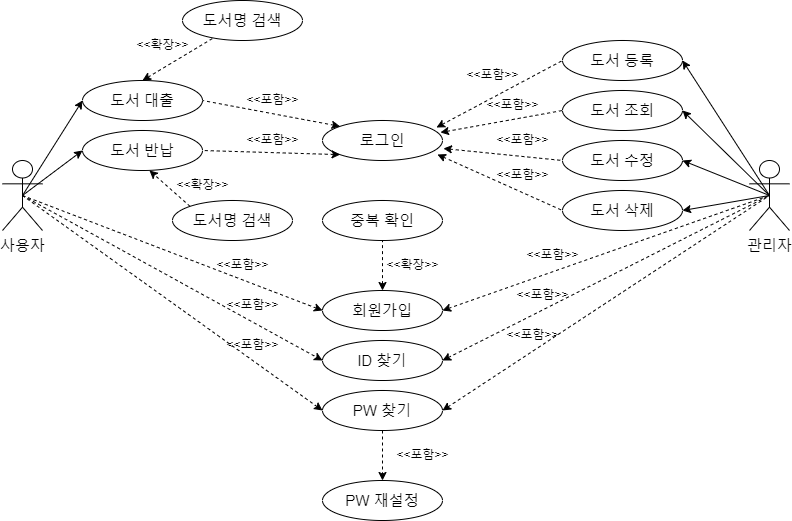 도서명 검색
<<확장>>
도서 대출
<<포함>>
도서 반납
<<포함>>
<<확장>>
도서명 검색
로그인
<<포함>>
도서 등록
<<포함>>
도서 조회
<<포함>>
도서 수정
<<포함>>
도서 삭제
사용자
관리자
중복 확인
<<확장>>
<<포함>>
<<포함>>
회원가입
<<포함>>
<<포함>>
ID 찾기
<<포함>>
<<포함>>
PW 찾기
<<포함>>
PW 재설정